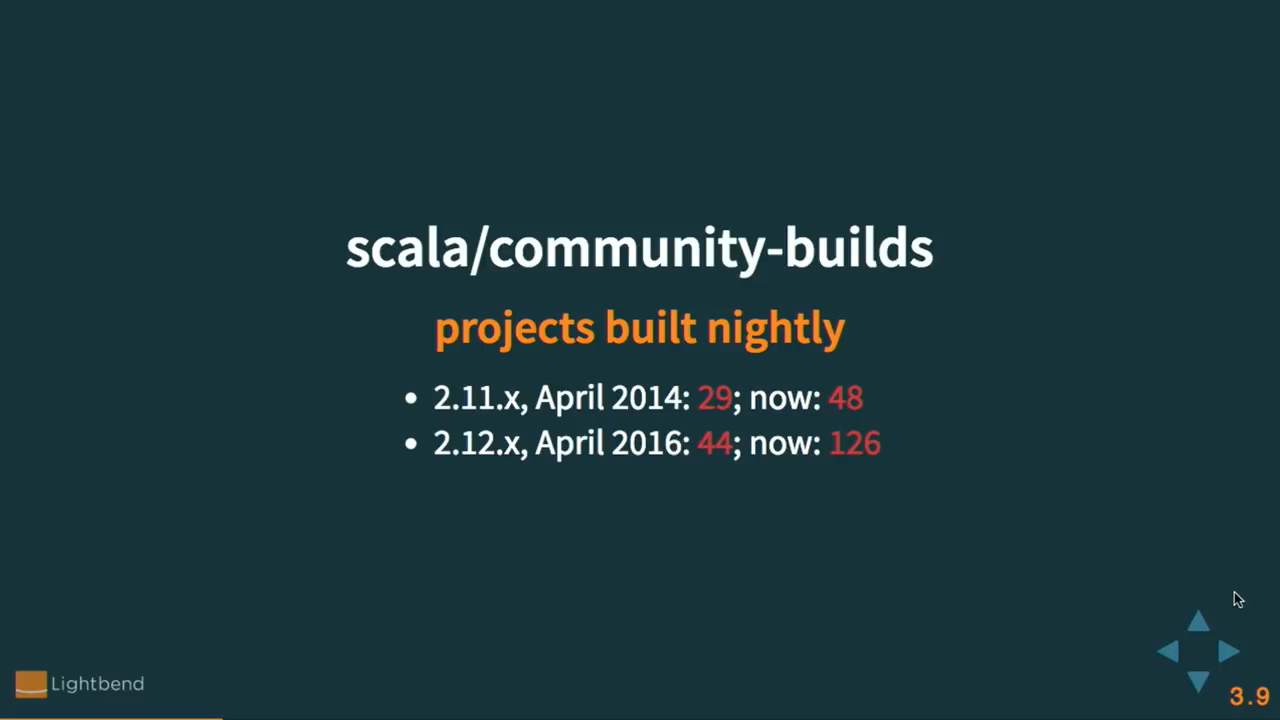 scala/community-builds
projects built nightly
• 2.11.x, April 2014: 29; now: 48
• 2.12.x, April 2016: 44; now: 126
Lightbend
3.9